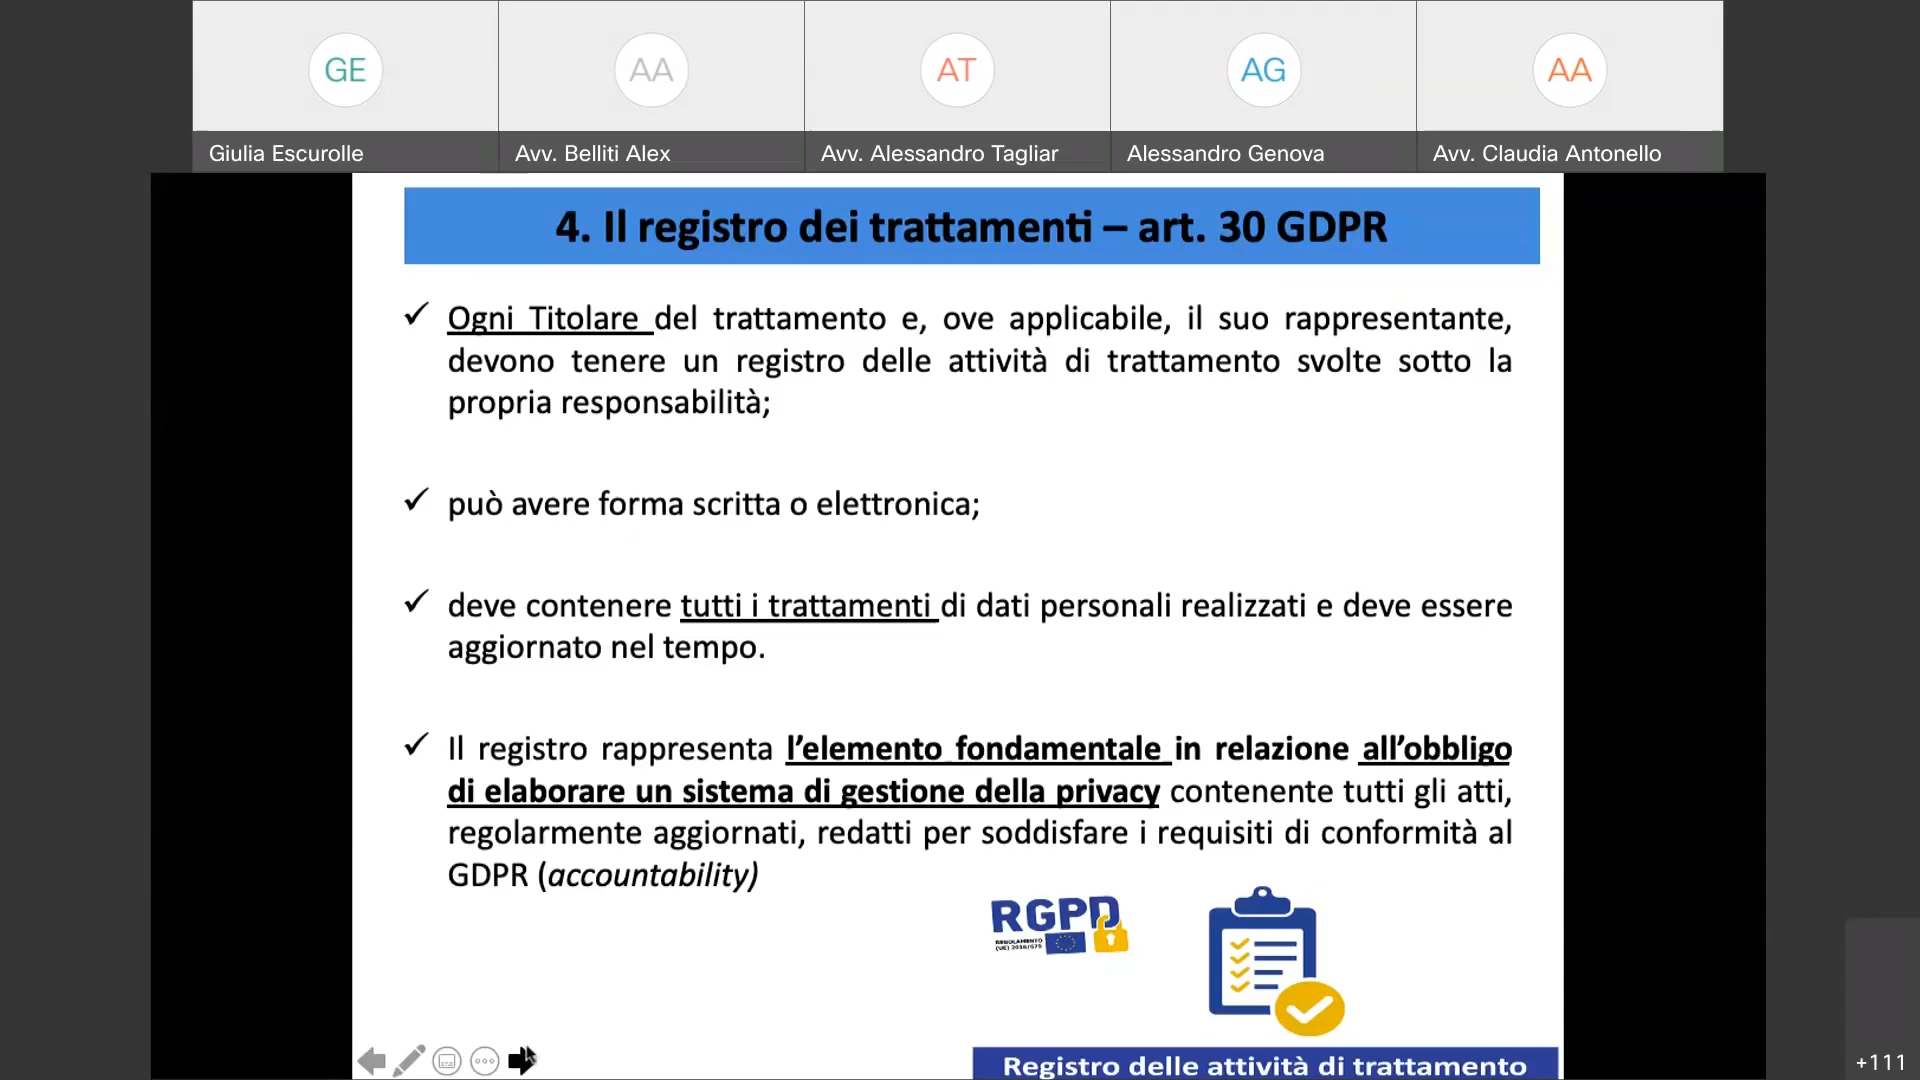 GE
AA
AT
AG
AA
Giulia Escurolle
Avv. Belliti Alex
Avv. Alessandro Tagliar
Alessandro Genova
Avv. Claudia Antonello
4. Il registro dei trattamenti – art. 30 GDPR
✓ Ogni Titolare del trattamento e, ove applicabile, il suo rappresentante,
devono tenere un registro delle attività di trattamento svolte sotto la
propria responsabilità;
✓ può avere forma scritta o elettronica;
✓ deve contenere tutti i trattamenti di dati personali realizzati e deve essere
aggiornato nel tempo.
✓ Il registro rappresenta l’elemento fondamentale in relazione all’obbligo
di elaborare un sistema di gestione della privacy contenente tutti gli atti,
regolarmente aggiornati, redatti per soddisfare i requisiti di conformità al
GDPR (accountability)
RGPD
REGOLAMENTO
(UE) 2016/679
Registro delle attività di trattamento
+111